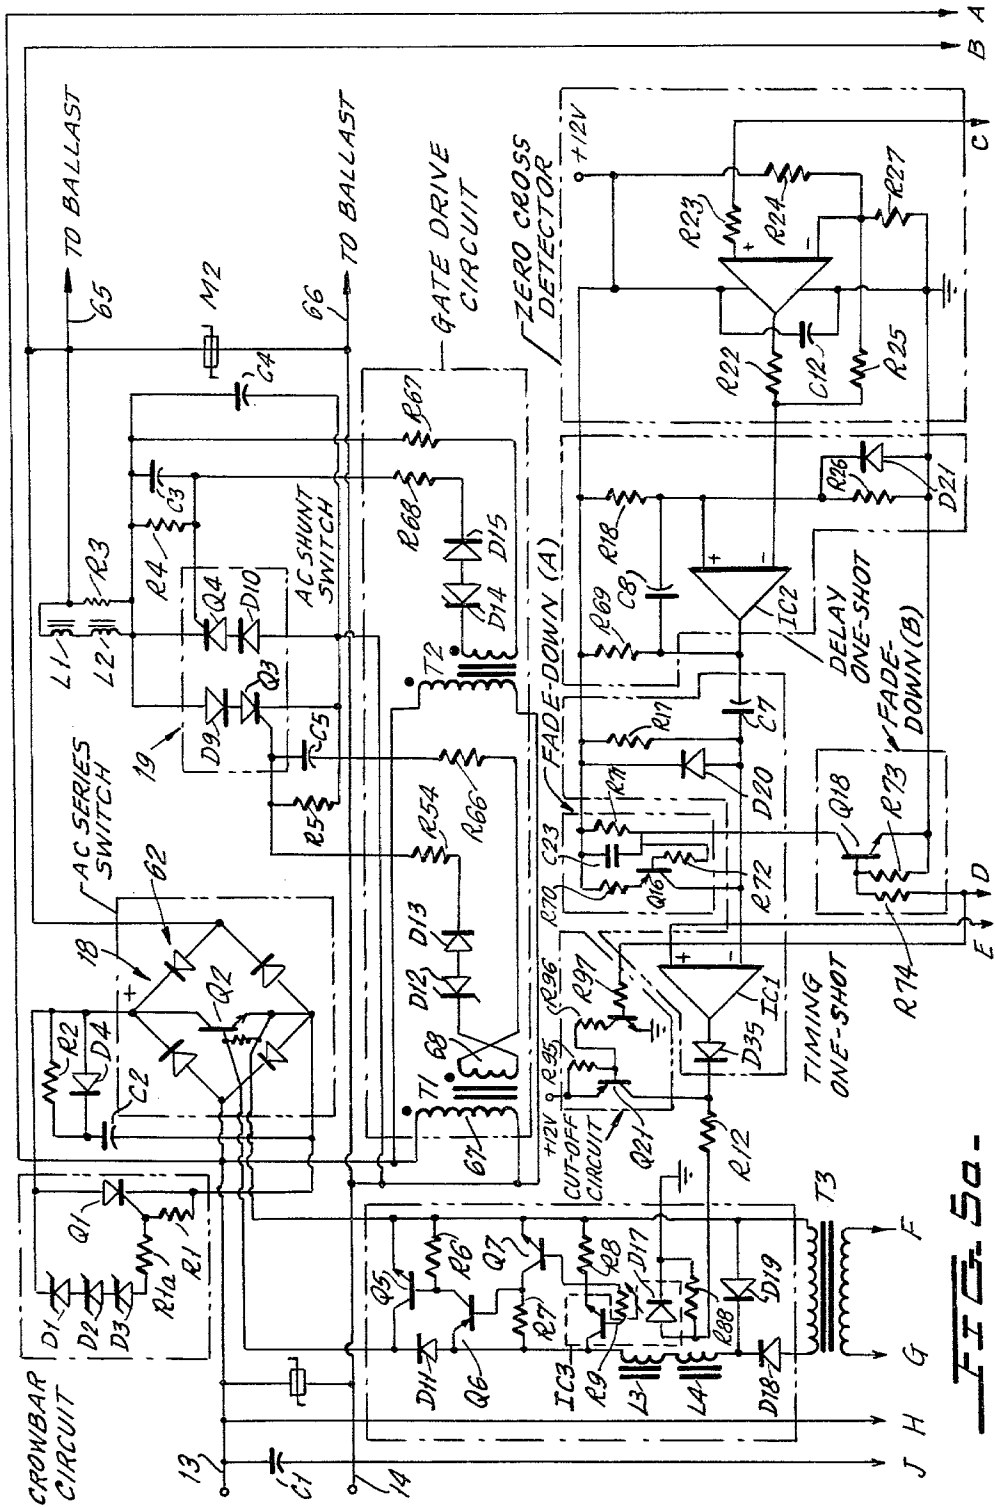 CROWBAR
CIRCUIT
D1
D2
D3
R1a
R1
Q1
R2
D4
C2
AC SERIES
SWITCH
62
18
+
Q2
19
D9
Q3
Q4
D10
C5
R5
L1
L2
R3
R4
C3
C4
AC SHUNT
SWITCH
65
TO BALLAST
M2
66
TO BALLAST
A
B
13
14
C1
GATE DRIVE
CIRCUIT
T1
67
68
D12
D13
R54
R66
T2
D14
D15
R68
R67
D11
Q5
Q6
R6
Q7
R7
IC3
R9
R8
D17
L3
L4
R88
D18
D19
T3
CUT-OFF
CIRCUIT
+12V
R95
R96
R97
Q21
R12
D35
IC1
+
-
TIMING
ONE-SHOT
FADE-DOWN (A)
R70
C23
R71
Q16
R72
R17
D20
C7
R69
C8
R18
+
-
IC2
DELAY
ONE-SHOT
R26
D21
FADE-
DOWN (B)
Q18
R73
R74
ZERO CROSS
DETECTOR
+12V
R22
C12
R25
R23
+
-
R24
R27
C
D
E
F
G
H
J
FIG-5a-